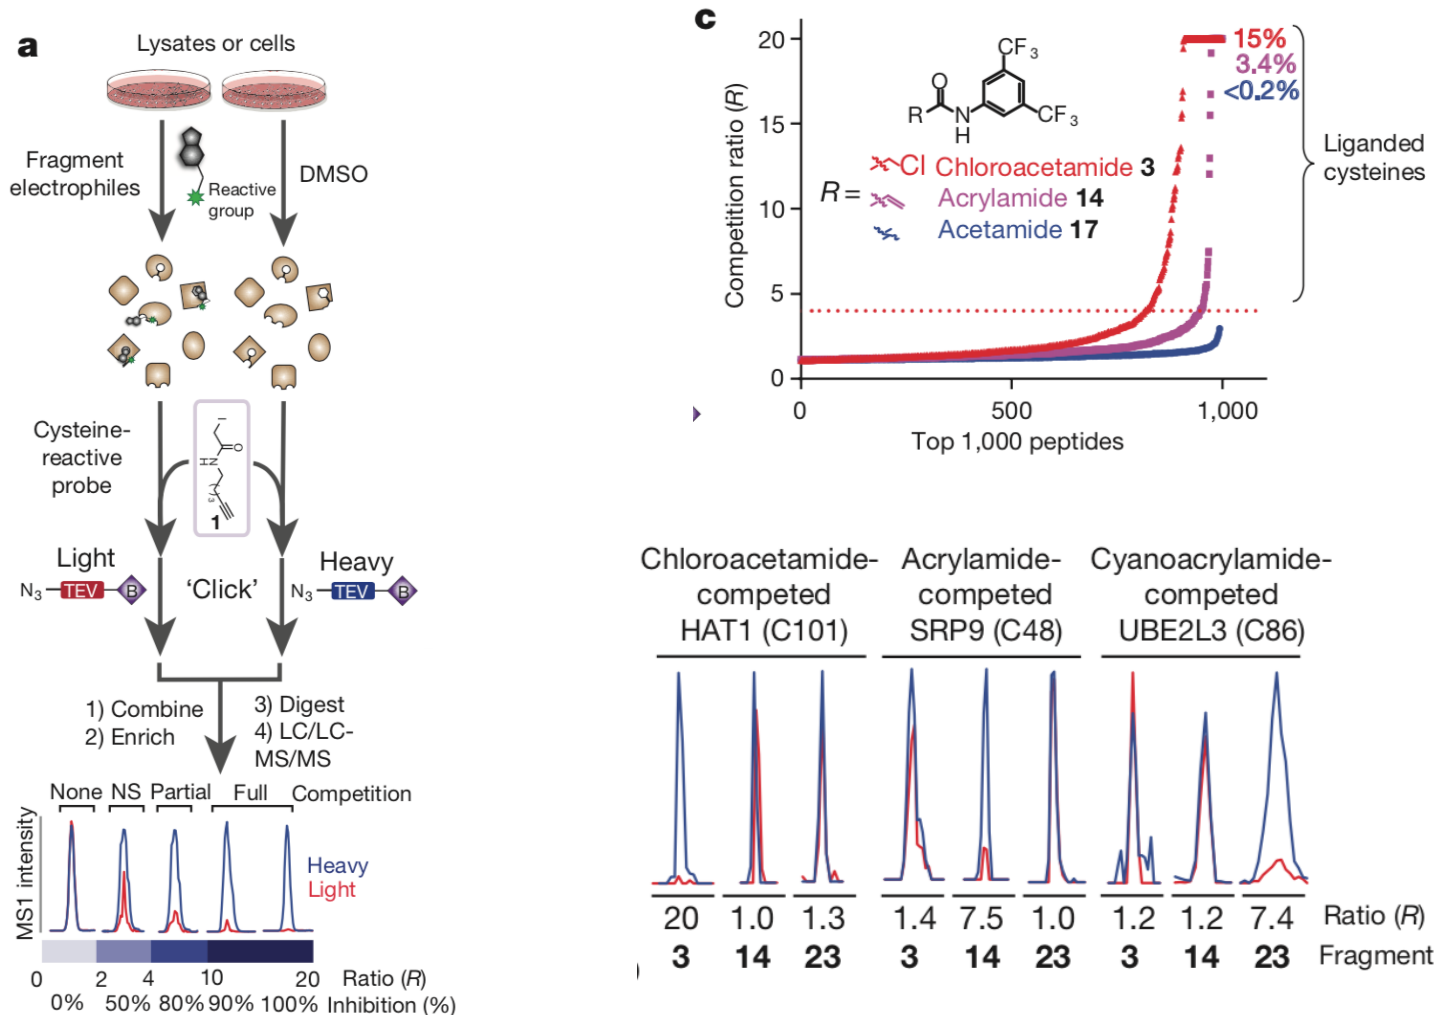 a
Lysates or cells
Fragment
electrophiles
Reactive
group
DMSO
Cysteine-
reactive
probe
I
O
N
H
3
1
Light
Heavy
N3
TEV
B
'Click'
N3
TEV
B
1) Combine
2) Enrich
3) Digest
4) LC/LC-
MS/MS
None NS Partial Full Competition
MS1 intensity
Heavy
Light
0 2 4 10 20 Ratio (R)
0% 50% 80% 90% 100% Inhibition (%)
c
Competition ratio (R)
20
15
10
5
0
0 500 1,000
Top 1,000 peptides
CF3
O
R
N
H
CF3
R =
Cl Chloroacetamide 3
Acrylamide 14
Acetamide 17
15%
3.4%
<0.2%
Liganded
cysteines
Chloroacetamide-
competed
HAT1 (C101)
Acrylamide-
competed
SRP9 (C48)
Cyanoacrylamide-
competed
UBE2L3 (C86)
20 1.0 1.3 1.4 7.5 1.0 1.2 1.2 7.4 Ratio (R)
3 14 23 3 14 23 3 14 23 Fragment